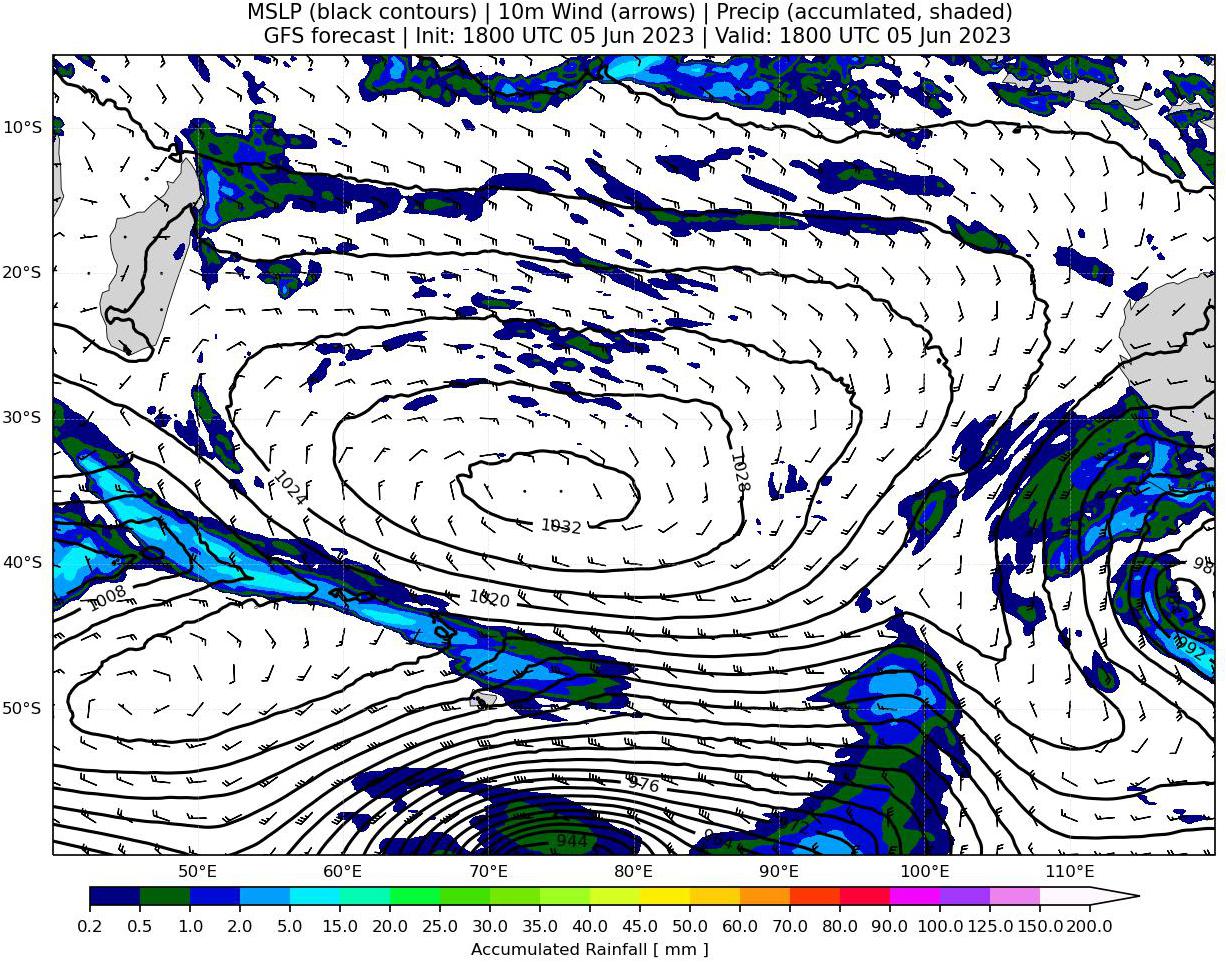 MSLP (black contours) | 10m Wind (arrows) | Precip (accumlated, shaded)
GFS forecast | Init: 1800 UTC 05 Jun 2023 | Valid: 1800 UTC 05 Jun 2023
10°S
20°S
30°S
1028
1024
1032
40°S
1008
1020
992
50°S
976
944
50°E 60°E 70°E 80°E 90°E 100°E 110°E
0.2 0.5 1.0 2.0 5.0 10.0 15.0 20.0 25.0 30.0 35.0 40.0 45.0 50.0 60.0 70.0 80.0 90.0 100.0 125.0 150.0 200.0
Accumulated Rainfall [ mm ]